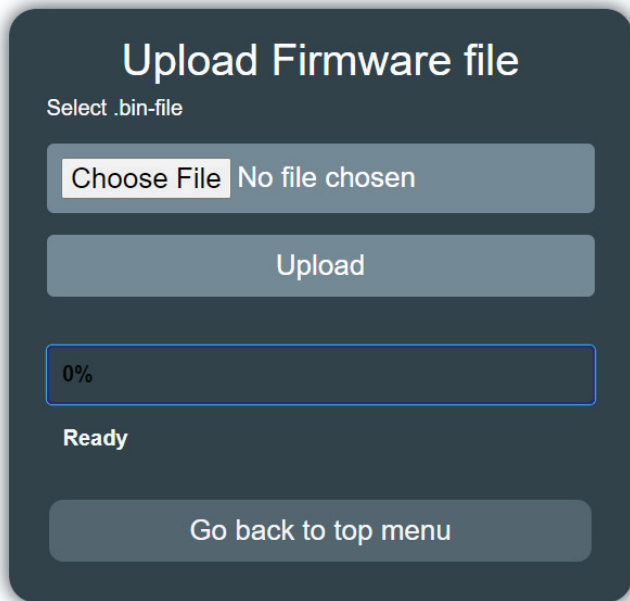 Upload Firmware file
Select .bin-file
Choose File No file chosen
Upload
0%
Ready
Go back to top menu